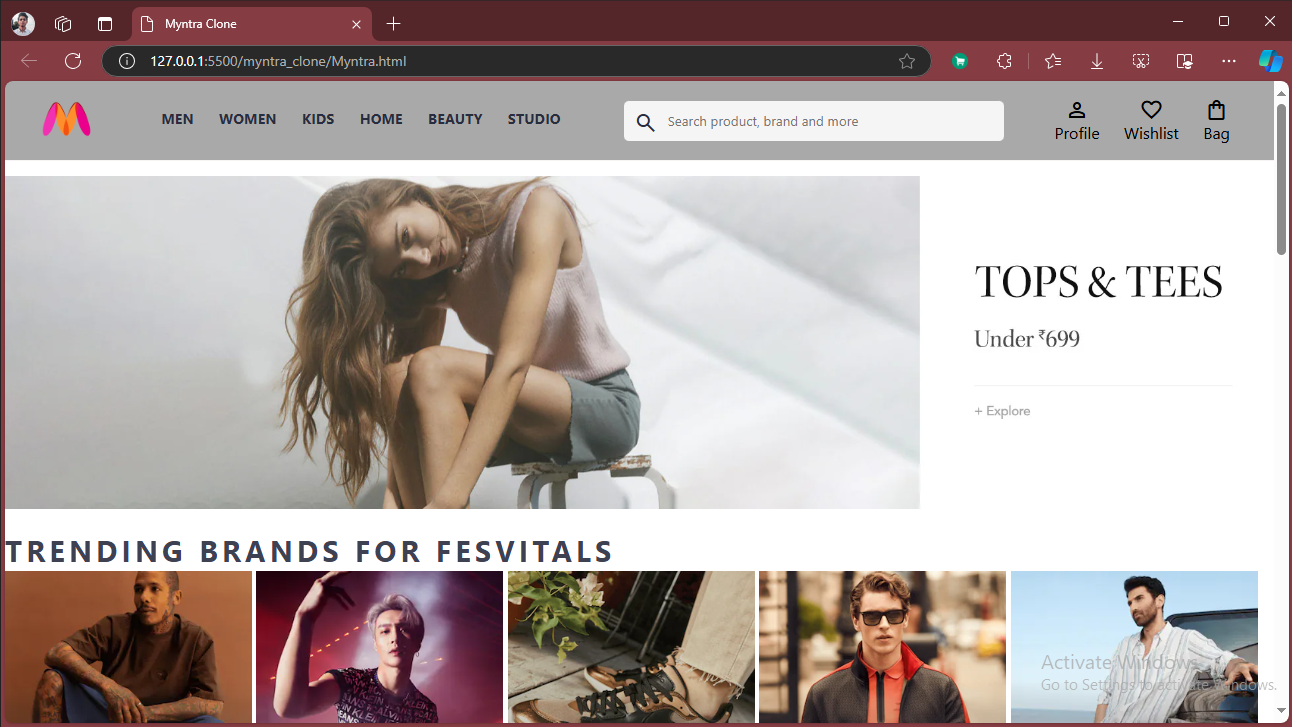 Myntra Clone
127.0.0.1:5500/myntra_clone/Myntra.html
MEN WOMEN KIDS HOME BEAUTY STUDIO
Search product, brand and more
Profile Wishlist Bag
TOPS & TEES
Under ₹699
+ Explore
TRENDING BRANDS FOR FESVITALS
Activate Windows
Go to Settings to activate Windows.